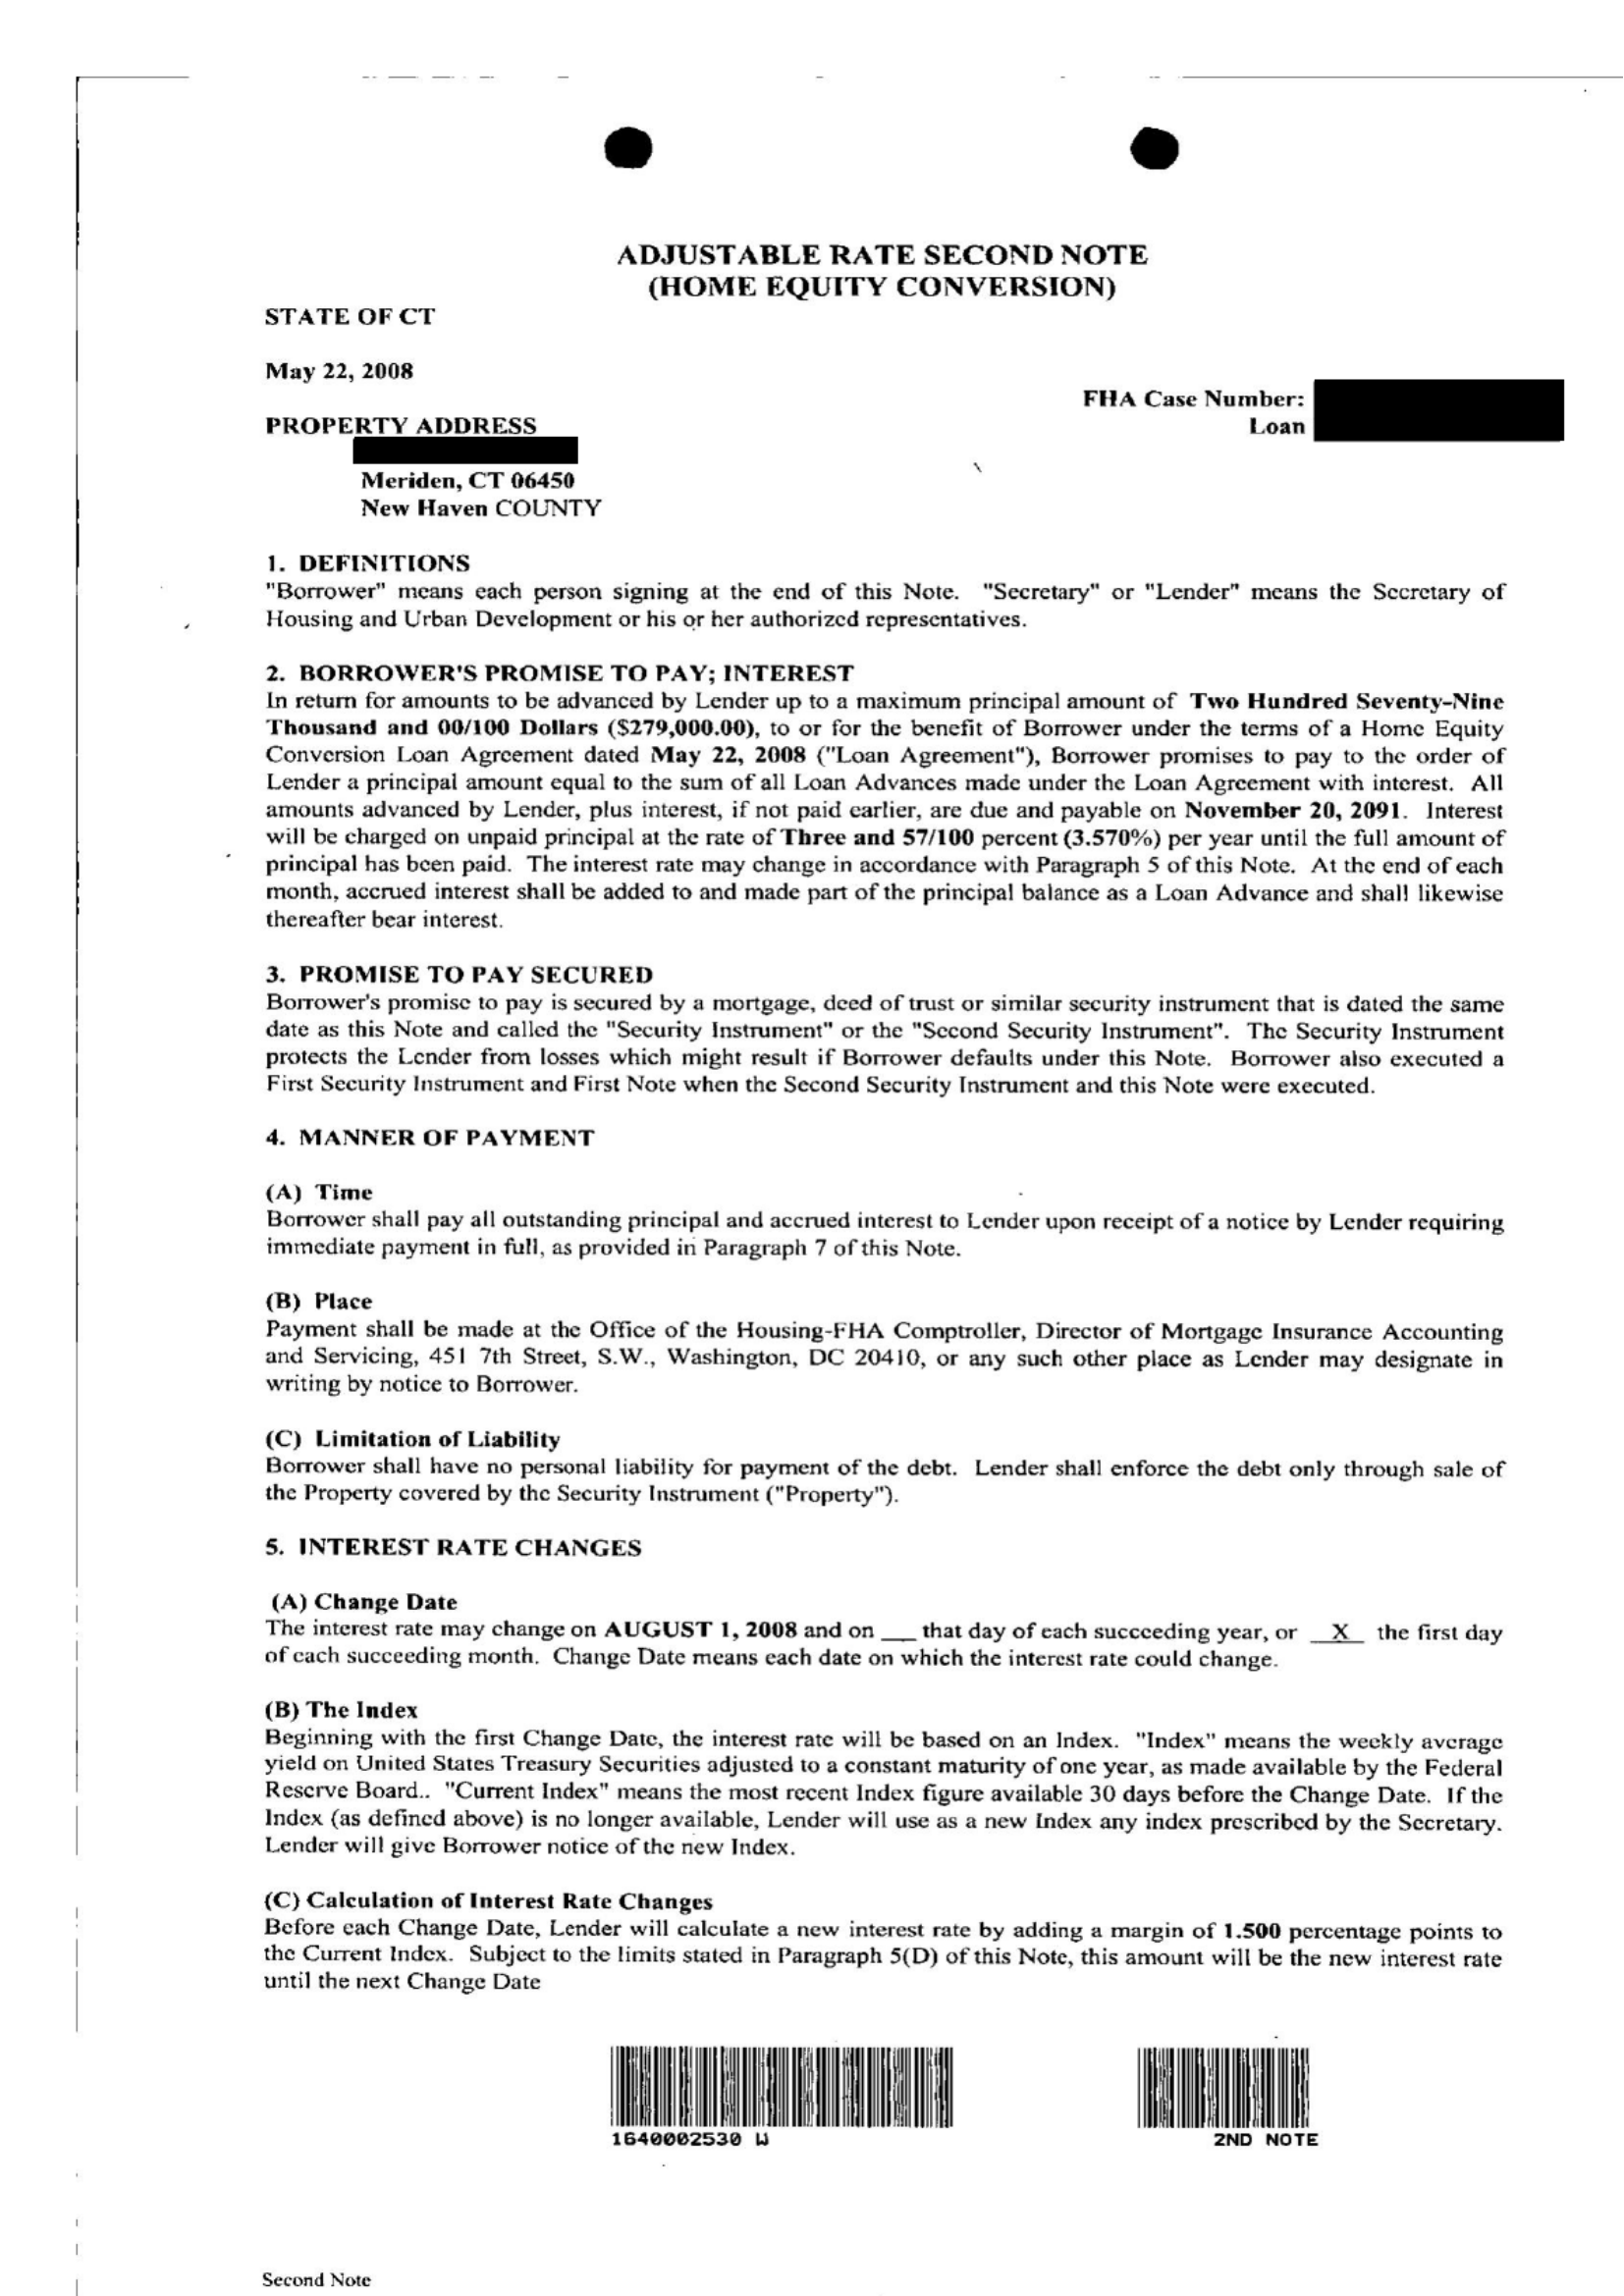 ADJUSTABLE RATE SECOND NOTE
(HOME EQUITY CONVERSION)
STATE OF CT
May 22, 2008
FHA Case Number:
PROPERTY ADDRESS
Loan
Meriden, CT 06450
New Haven COUNTY
1. DEFINITIONS
"Borrower" means each person signing at the end of this Note. "Secretary" or "Lender" means the Secretary of
Housing and Urban Development or his or her authorized representatives.
2. BORROWER'S PROMISE TO PAY; INTEREST
In return for amounts to be advanced by Lender up to a maximum principal amount of Two Hundred Seventy-Nine
Thousand and 00/100 Dollars ($279,000.00), to or for the benefit of Borrower under the terms of a Home Equity
Conversion Loan Agreement dated May 22, 2008 ("Loan Agreement"), Borrower promises to pay to the order of
Lender a principal amount equal to the sum of all Loan Advances made under the Loan Agreement with interest. All
amounts advanced by Lender, plus interest, if not paid earlier, are due and payable on November 20, 2091. Interest
will be charged on unpaid principal at the rate of Three and 57/100 percent (3.570%) per year until the full amount of
principal has been paid. The interest rate may change in accordance with Paragraph 5 of this Note. At the end of each
month, accrued interest shall be added to and made part of the principal balance as a Loan Advance and shall likewise
thereafter bear interest.
3. PROMISE TO PAY SECURED
Borrower's promise to pay is secured by a mortgage, deed of trust or similar security instrument that is dated the same
date as this Note and called the "Security Instrument" or the "Second Security Instrument". The Security Instrument
protects the Lender from losses which might result if Borrower defaults under this Note. Borrower also executed a
First Security Instrument and First Note when the Second Security Instrument and this Note were executed.
4. MANNER OF PAYMENT
(A) Time
Borrower shall pay all outstanding principal and accrued interest to Lender upon receipt of a notice by Lender requiring
immediate payment in full, as provided in Paragraph 7 of this Note.
(B) Place
Payment shall be made at the Office of the Housing-FHA Comptroller, Director of Mortgage Insurance Accounting
and Servicing, 451 7th Street, S.W., Washington, DC 20410, or any such other place as Lender may designate in
writing by notice to Borrower.
(C) Limitation of Liability
Borrower shall have no personal liability for payment of the debt. Lender shall enforce the debt only through sale of
the Property covered by the Security Instrument ("Property").
5. INTEREST RATE CHANGES
(A) Change Date
The interest rate may change on AUGUST 1, 2008 and on ___ that day of each succeeding year, or __X__ the first day
of each succeeding month. Change Date means each date on which the interest rate could change.
(B) The Index
Beginning with the first Change Date, the interest rate will be based on an Index. "Index" means the weekly average
yield on United States Treasury Securities adjusted to a constant maturity of one year, as made available by the Federal
Reserve Board.. "Current Index" means the most recent Index figure available 30 days before the Change Date. If the
Index (as defined above) is no longer available, Lender will use as a new Index any index prescribed by the Secretary.
Lender will give Borrower notice of the new Index.
(C) Calculation of Interest Rate Changes
Before each Change Date, Lender will calculate a new interest rate by adding a margin of 1.500 percentage points to
the Current Index. Subject to the limits stated in Paragraph 5(D) of this Note, this amount will be the new interest rate
until the next Change Date
1640002530 W
2ND NOTE
Second Note